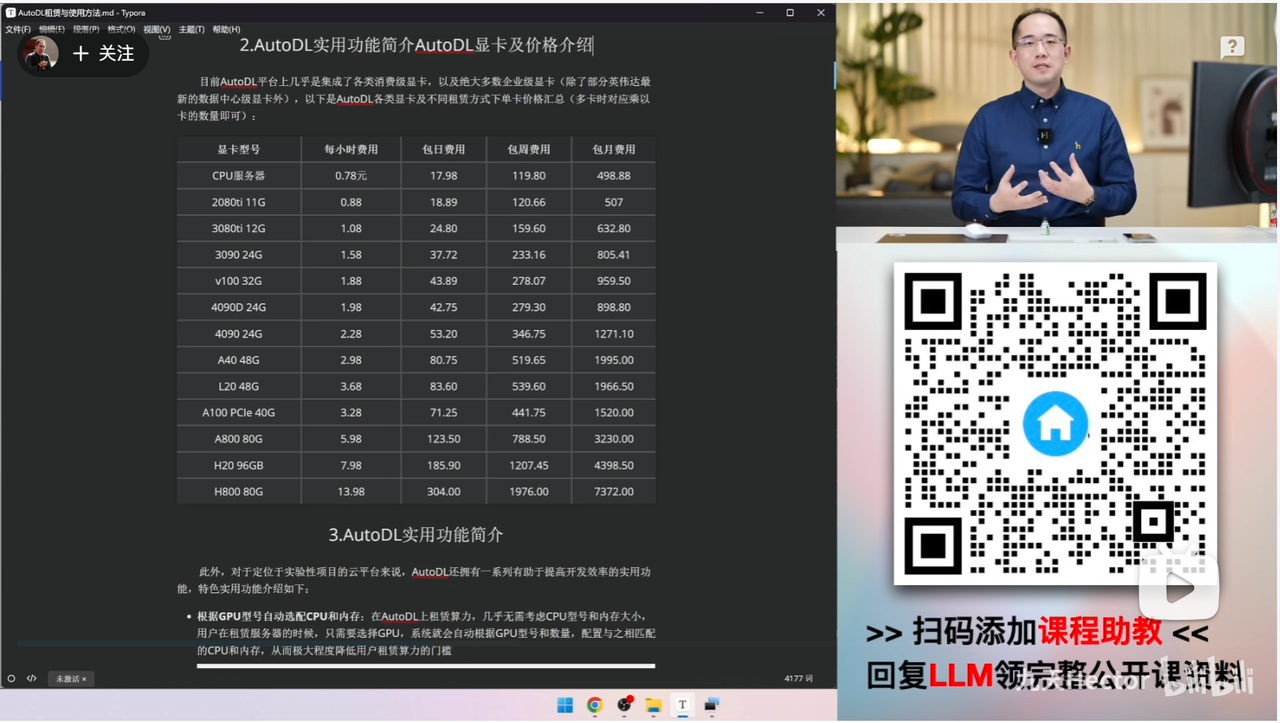 AutoDL租赁与使用方法.md - Typora
文件(F) 编辑(E) 段落(P) 格式(O) 视图(V) 主题(T) 帮助(H)
+ 关注
2.AutoDL实用功能简介AutoDL显卡及价格介绍
目前AutoDL平台上几乎是集成了各类消费级显卡，以及绝大多数企业级显卡（除了部分英伟达最
新的数据中心级显卡外），以下是AutoDL各类显卡及不同租赁方式下单卡价格汇总（多卡时对应乘以
卡的数量即可）：
显卡型号 每小时费用 包日费用 包周费用 包月费用
CPU服务器 0.78元 17.98 119.80 498.88
2080ti 11G 0.88 18.89 120.66 507
3080ti 12G 1.08 24.80 159.60 632.80
3090 24G 1.58 37.72 233.16 805.41
v100 32G 1.88 43.89 278.07 959.50
4090D 24G 1.98 42.75 279.30 898.80
4090 24G 2.28 53.20 346.75 1271.10
A40 48G 2.98 80.75 519.65 1995.00
L20 48G 3.68 83.60 539.60 1966.50
A100 PCIe 40G 3.28 71.25 441.75 1520.00
A800 80G 5.98 123.50 788.50 3230.00
H20 96GB 7.98 185.90 1207.45 4398.50
H800 80G 13.98 304.00 1976.00 7372.00
3.AutoDL实用功能简介
此外，对于定位于实验性项目的云平台来说，AutoDL还拥有一系列有助于提高开发效率的实用功
能，特色实用功能介绍如下：
• 根据GPU型号自动选配CPU和内存：在AutoDL上租赁算力，几乎无需考虑CPU型号和内存大小，
用户在租赁服务器的时候，只需要选择GPU，系统就会自动根据GPU型号和数量，配置与之相匹配
的CPU和内存，从而极大程度降低用户租赁算力的门槛
未激活 ×
4177 词
?
>> 扫码添加课程助教 <<
回复LLM领完整公开课资料
九天Hector bilibili